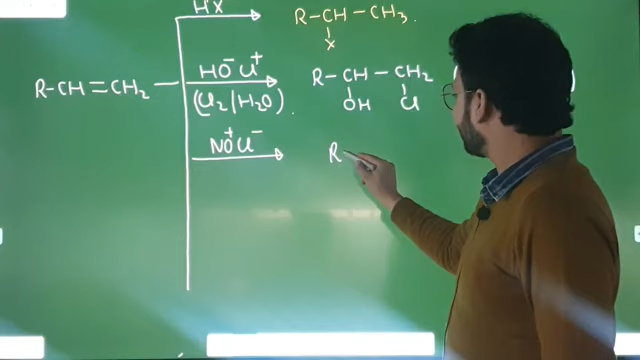 HX
R-CH-CH3.
X
R-CH=CH2
HO⁻Cl⁺
(Cl2/H2O).
R-CH-CH2
OH Cl
NO⁺Cl⁻
R